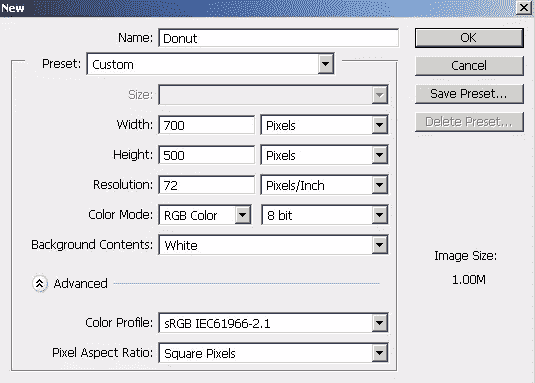 New
Name: Donut
OK
Preset: Custom
Cancel
Size:
Save Preset...
Width: 700 Pixels
Delete Preset...
Height: 500 Pixels
Resolution: 72 Pixels/Inch
Color Mode: RGB Color 8 bit
Background Contents: White
Image Size:
1.00M
Advanced
Color Profile: sRGB IEC61966-2.1
Pixel Aspect Ratio: Square Pixels